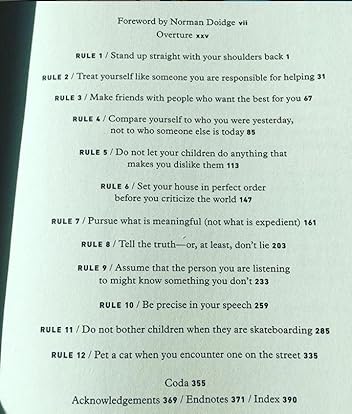 Foreword by Norman Doidge vii
Overture xxv
RULE 1 / Stand up straight with your shoulders back 1
RULE 2 / Treat yourself like someone you are responsible for helping 31
RULE 3 / Make friends with people who want the best for you 67
RULE 4 / Compare yourself to who you were yesterday,
not to who someone else is today 85
RULE 5 / Do not let your children do anything that
makes you dislike them 113
RULE 6 / Set your house in perfect order
before you criticize the world 147
RULE 7 / Pursue what is meaningful (not what is expedient) 161
RULE 8 / Tell the truth—or, at least, don't lie 203
RULE 9 / Assume that the person you are listening
to might know something you don't 233
RULE 10 / Be precise in your speech 259
RULE 11 / Do not bother children when they are skateboarding 285
RULE 12 / Pet a cat when you encounter one on the street 335
Coda 355
Acknowledgements 369 / Endnotes 371 / Index 390